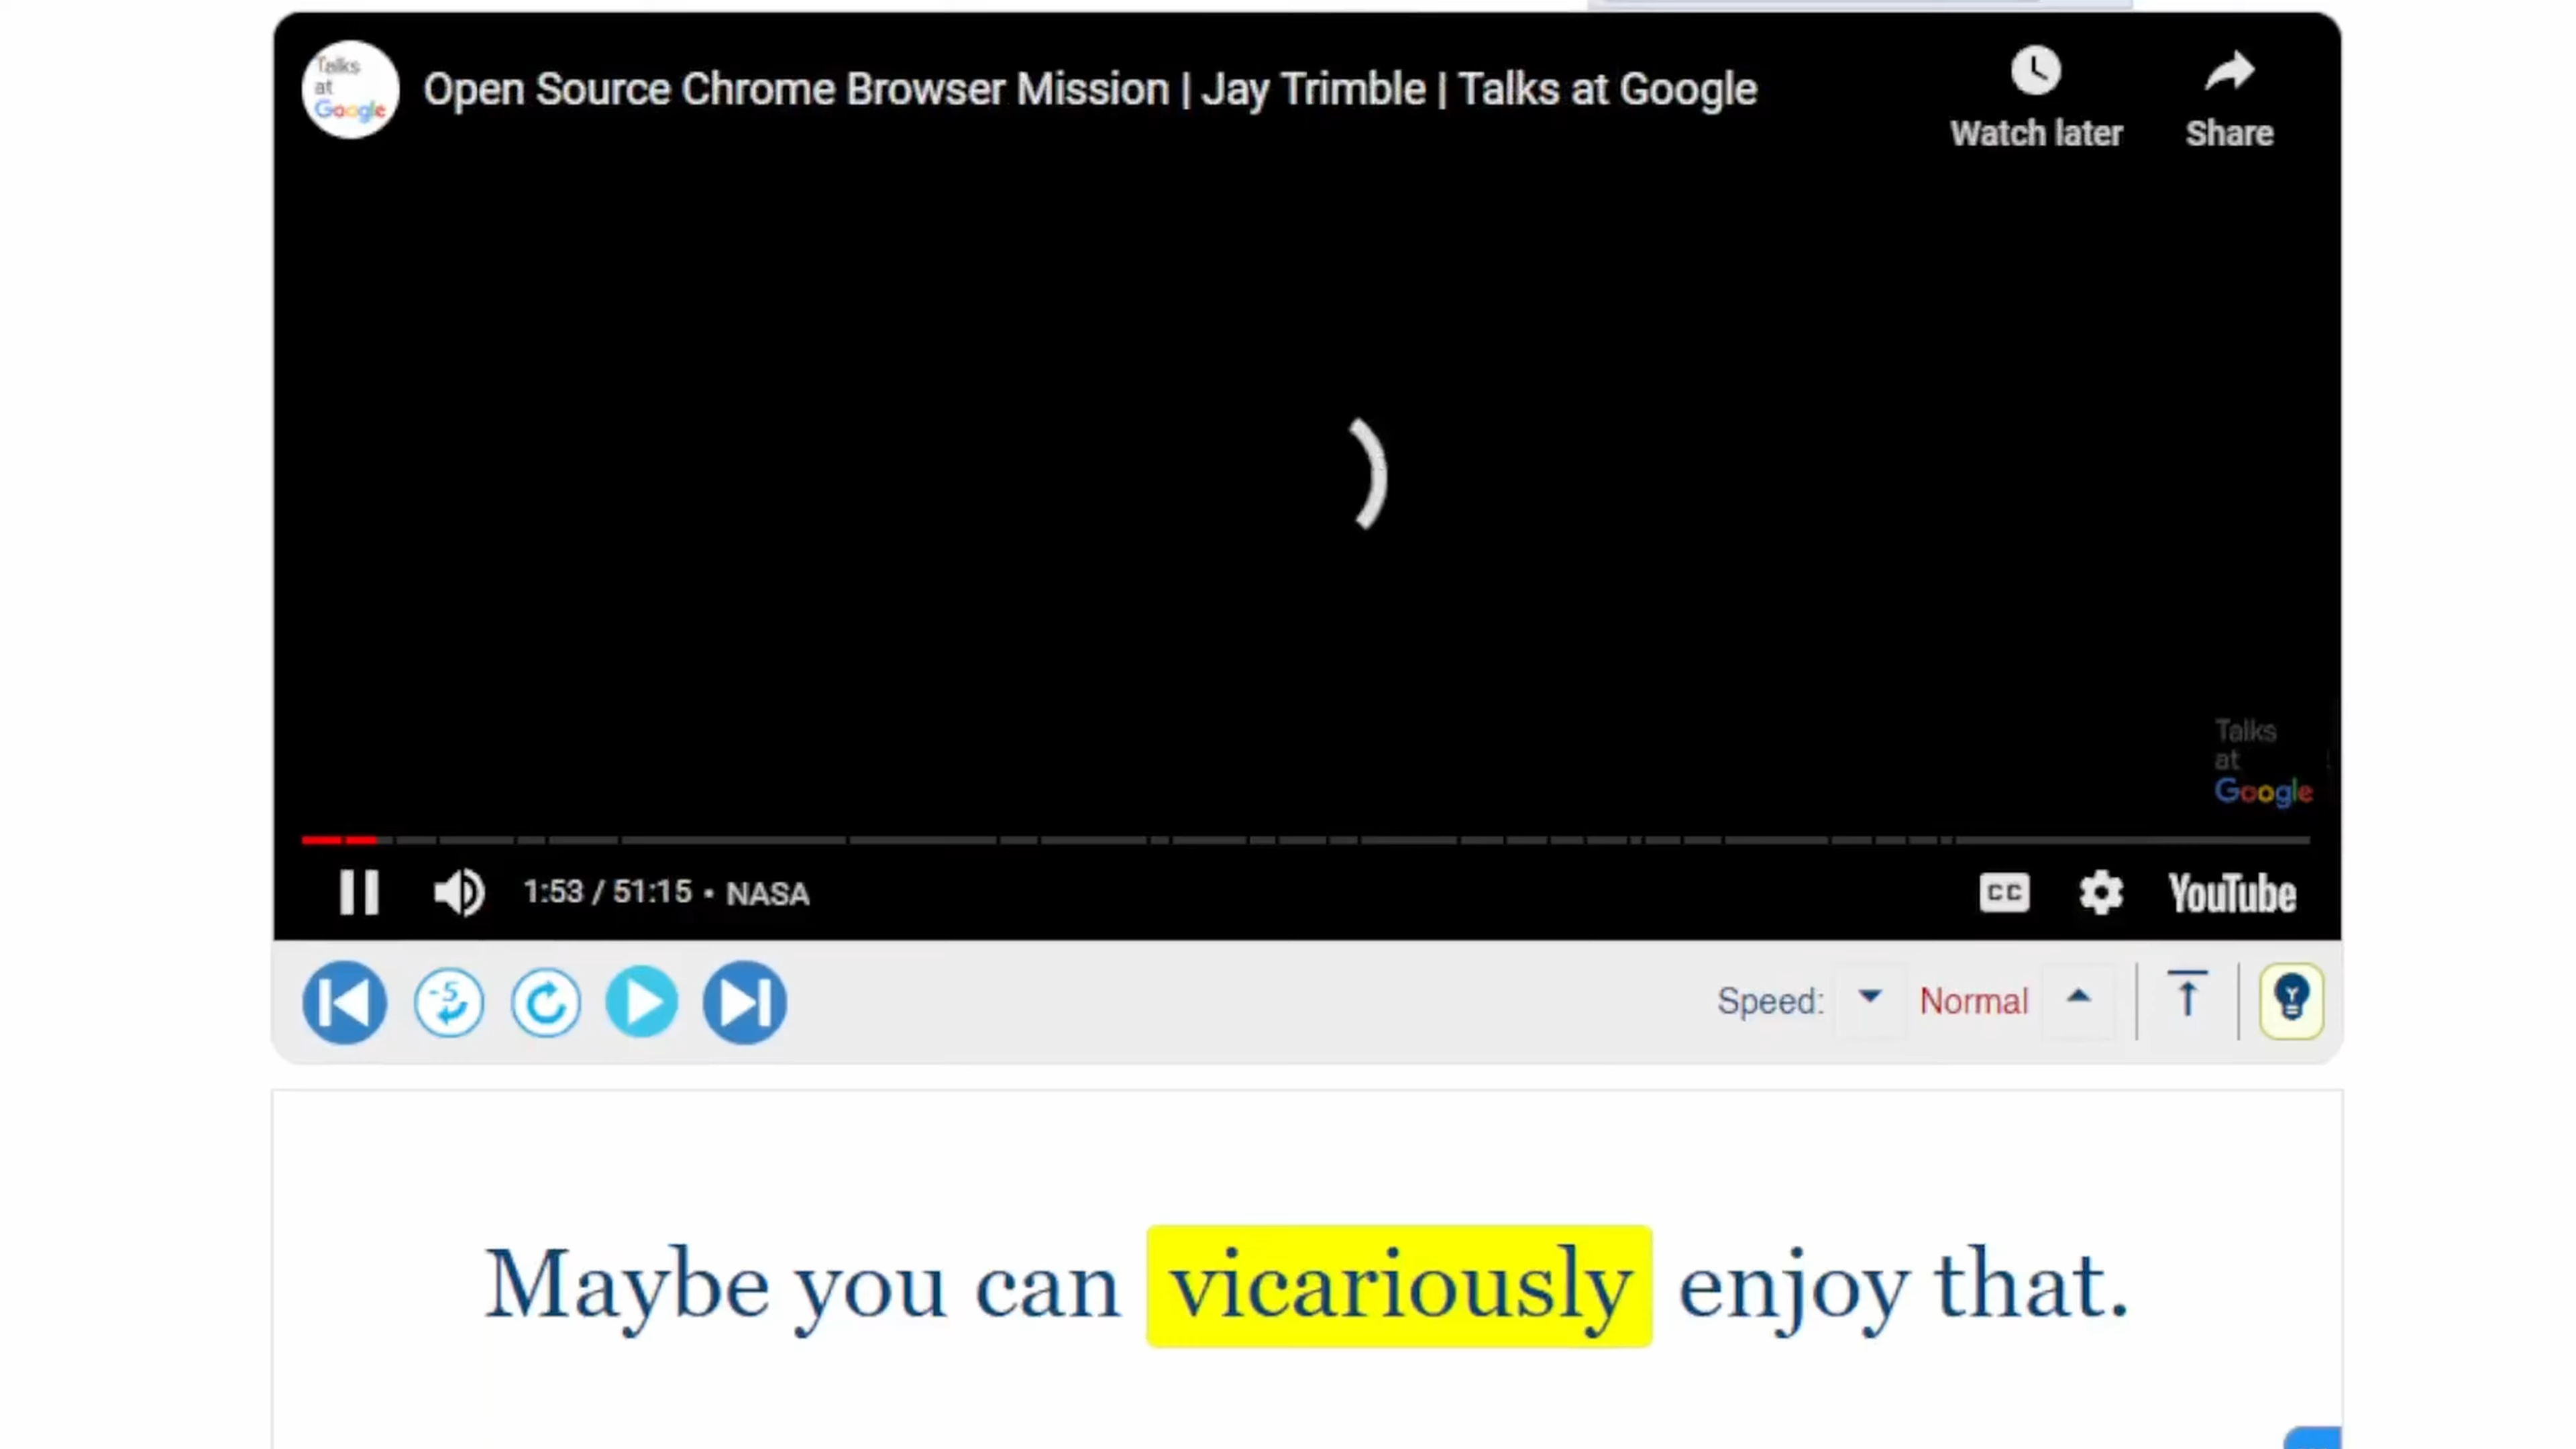 Talks
at
Google
Open Source Chrome Browser Mission | Jay Trimble | Talks at Google
Watch later
Share
Talks
at
Google
1:53 / 51:15 • NASA
CC
YouTube
-5
Speed:
Normal
Maybe you can vicariously enjoy that.